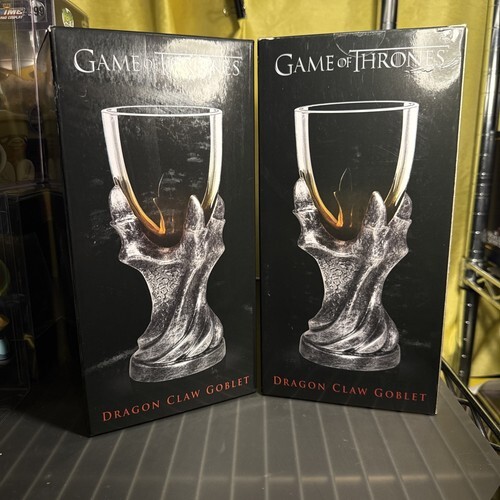 GAME OF THRONES
DRAGON CLAW GOBLET
GAME OF THRONES
DRAGON CLAW GOBLET